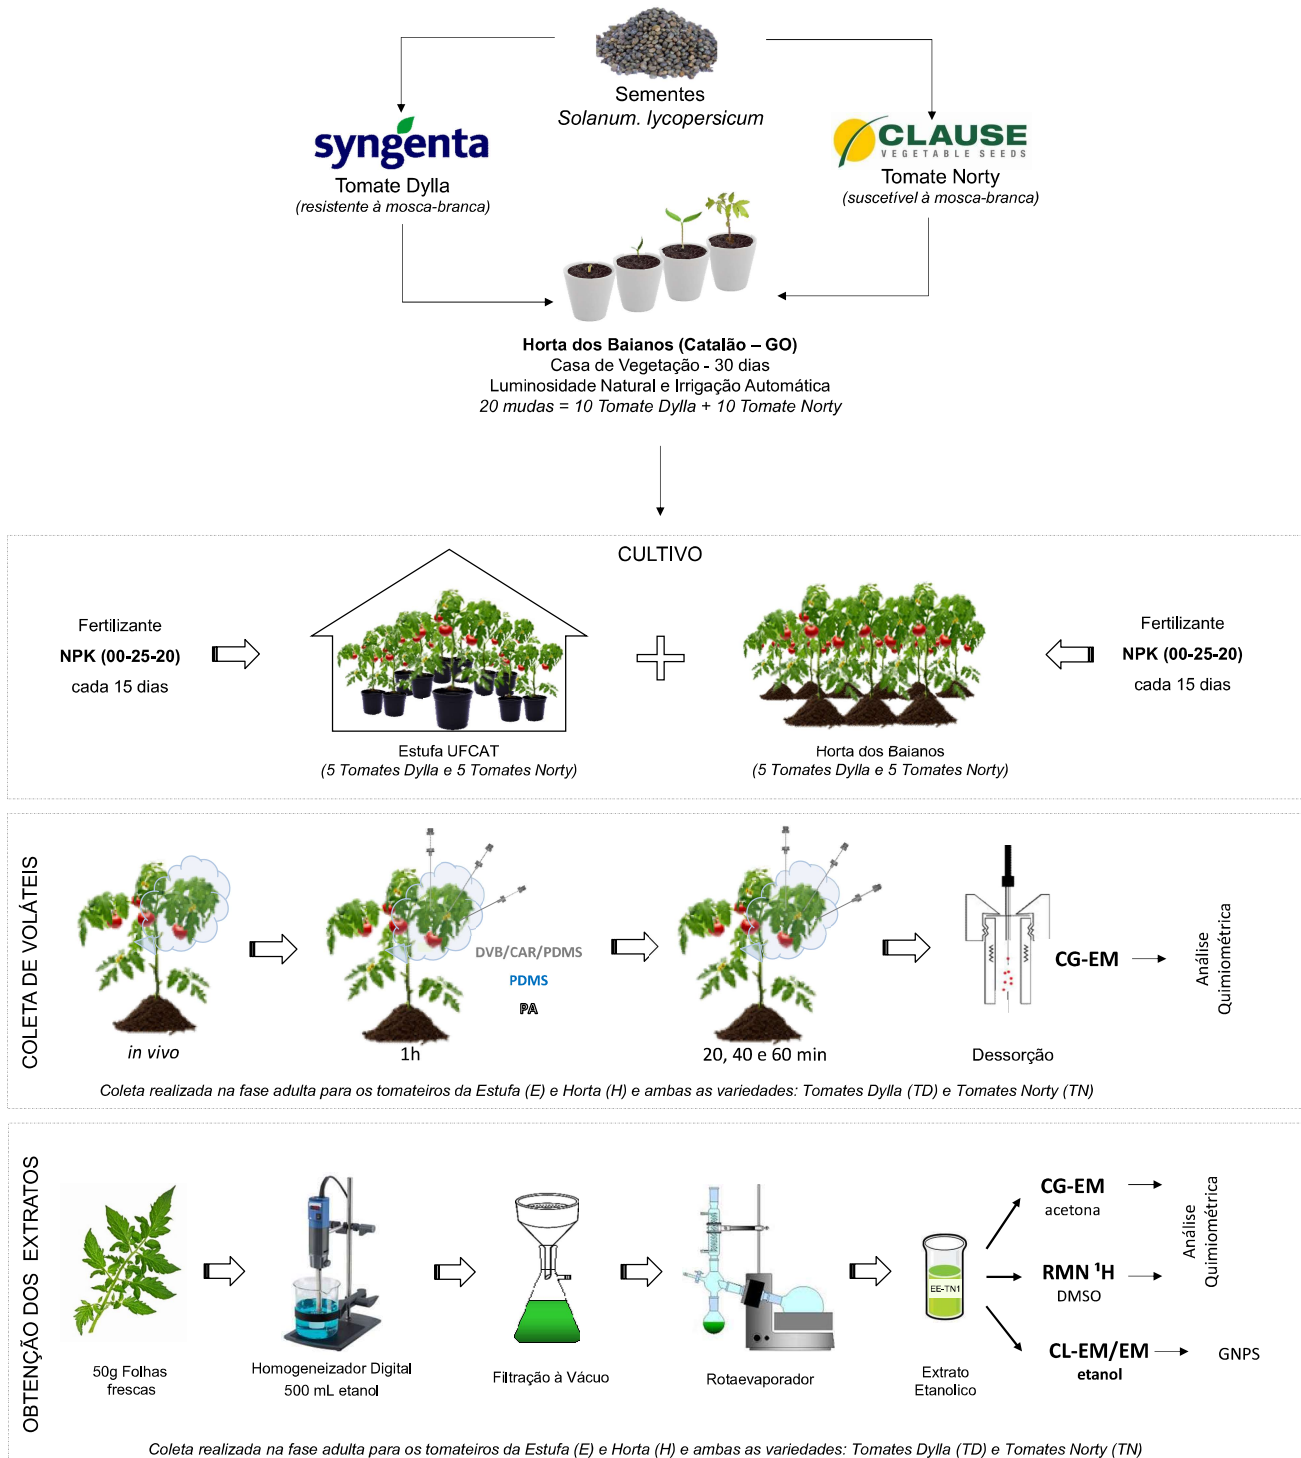 Sementes
Solanum. lycopersicum
syngenta
Tomate Dylla
(resistente à mosca-branca)
CLAUSE
VEGETABLE SEEDS
Tomate Norty
(suscetível à mosca-branca)
Horta dos Baianos (Catalão – GO)
Casa de Vegetação - 30 dias
Luminosidade Natural e Irrigação Automática
20 mudas = 10 Tomate Dylla + 10 Tomate Norty
CULTIVO
Fertilizante
NPK (00-25-20)
cada 15 dias
Estufa UFCAT
(5 Tomates Dylla e 5 Tomates Norty)
Horta dos Baianos
(5 Tomates Dylla e 5 Tomates Norty)
Fertilizante
NPK (00-25-20)
cada 15 dias
COLETA DE VOLÁTEIS
in vivo
DVB/CAR/PDMS
PDMS
PA
1h
20, 40 e 60 min
CG-EM
Dessorção
Análise
Quimiométrica
Coleta realizada na fase adulta para os tomateiros da Estufa (E) e Horta (H) e ambas as variedades: Tomates Dylla (TD) e Tomates Norty (TN)
OBTENÇÃO DOS EXTRATOS
50g Folhas
frescas
Homogeneizador Digital
500 mL etanol
Filtração à Vácuo
Rotaevaporador
EE-TN1
Extrato
Etanolico
CG-EM
acetona
RMN ¹H
DMSO
Análise
Quimiométrica
CL-EM/EM
etanol
GNPS
Coleta realizada na fase adulta para os tomateiros da Estufa (E) e Horta (H) e ambas as variedades: Tomates Dylla (TD) e Tomates Norty (TN)